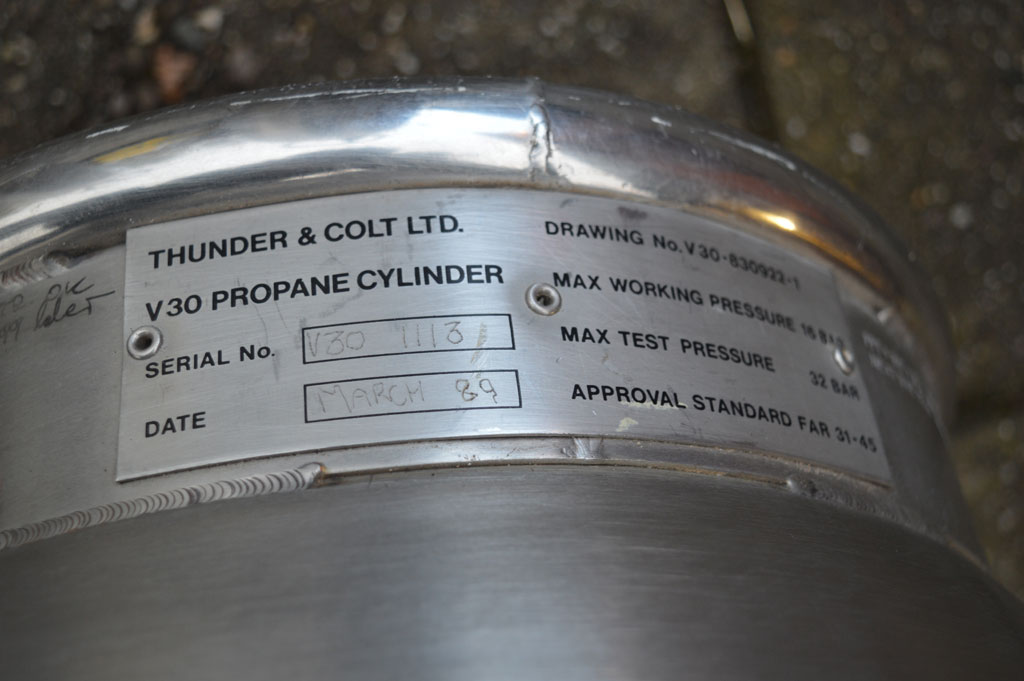 THUNDER & COLT LTD.
V30 PROPANE CYLINDER
SERIAL No. V30 1113
DATE MARCH 89
DRAWING No. V30-830922-1
MAX WORKING PRESSURE 16 BAR
MAX TEST PRESSURE 32 BAR
APPROVAL STANDARD FAR 31-45